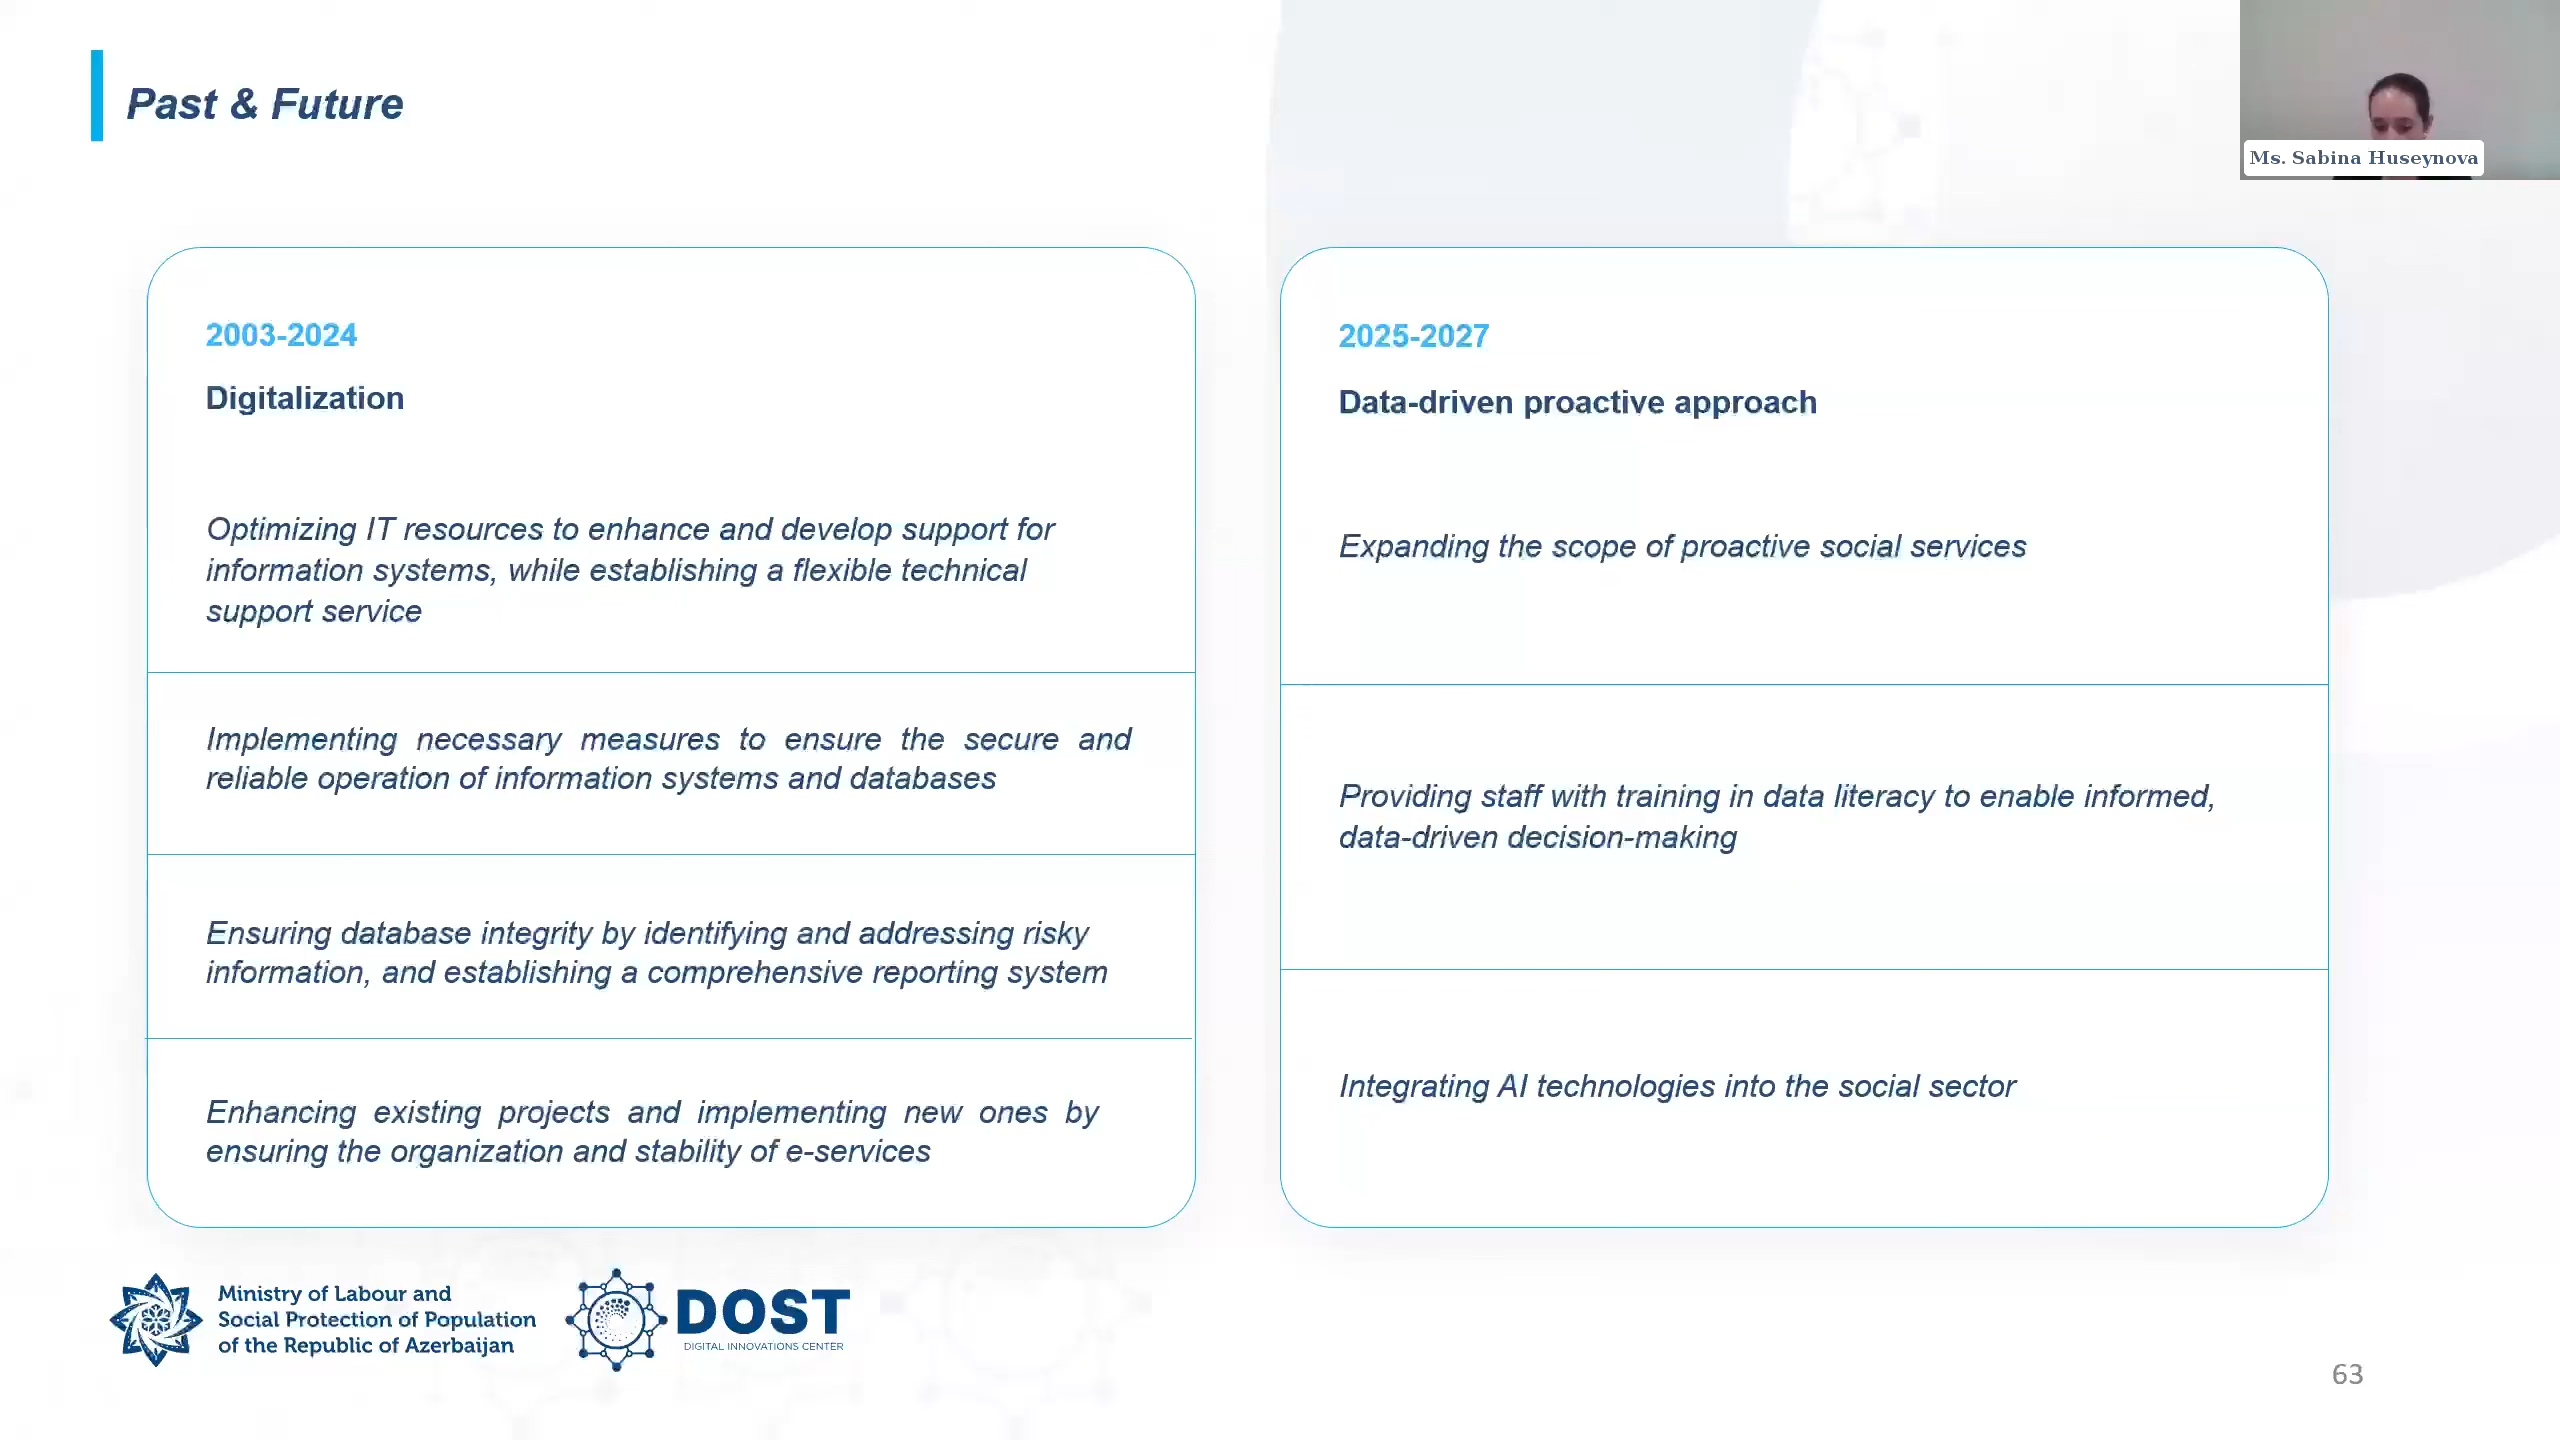 Past & Future
Ms. Sabina Huseynova
2003-2024
Digitalization
Optimizing IT resources to enhance and develop support for
information systems, while establishing a flexible technical
support service
Implementing necessary measures to ensure the secure and
reliable operation of information systems and databases
Ensuring database integrity by identifying and addressing risky
information, and establishing a comprehensive reporting system
Enhancing existing projects and implementing new ones by
ensuring the organization and stability of e-services
2025-2027
Data-driven proactive approach
Expanding the scope of proactive social services
Providing staff with training in data literacy to enable informed,
data-driven decision-making
Integrating AI technologies into the social sector
Ministry of Labour and
Social Protection of Population
of the Republic of Azerbaijan
DOST
DIGITAL INNOVATIONS CENTER
63